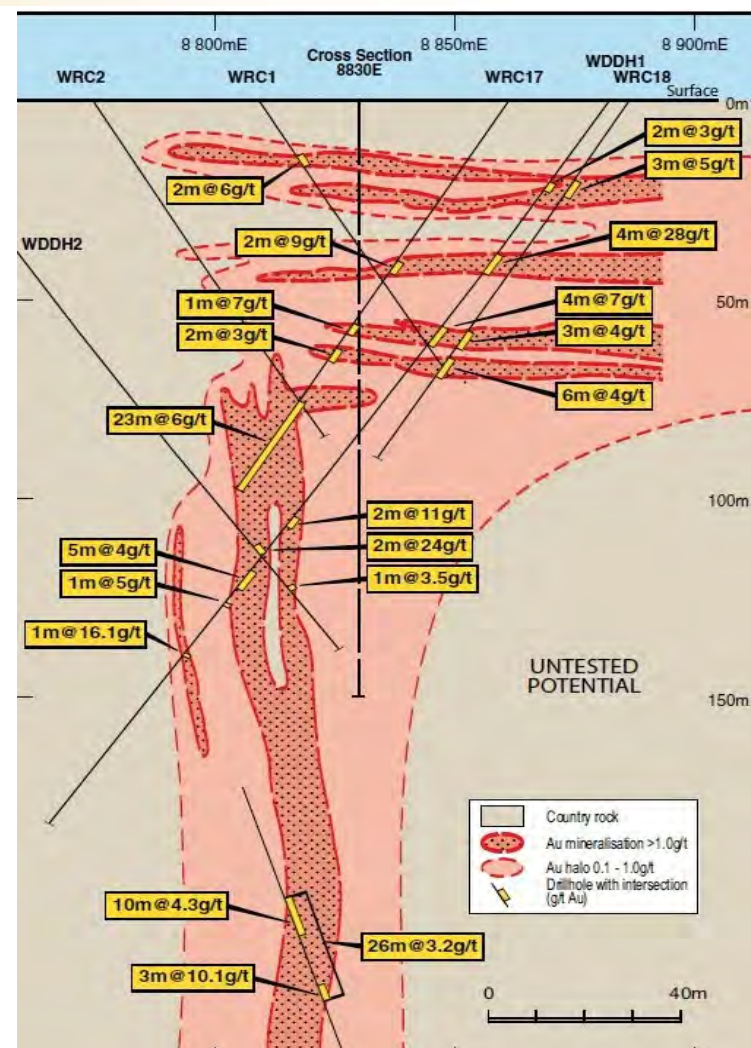 8 800mE
8 850mE
8 900mE
Cross Section
8830E
WRC2
WRC1
WRC17
WDDH1
WRC18
Surface
0m
2m@3g/t
3m@5g/t
2m@6g/t
WDDH2
2m@9g/t
4m@28g/t
50m
1m@7g/t
4m@7g/t
2m@3g/t
3m@4g/t
6m@4g/t
23m@6g/t
100m
2m@11g/t
5m@4g/t
2m@24g/t
1m@5g/t
1m@3.5g/t
1m@16.1g/t
UNTESTED
POTENTIAL
150m
Country rock
Au mineralisation >1.0g/t
Au halo 0.1 - 1.0g/t
Drillhole with intersection
(g/t Au)
10m@4.3g/t
26m@3.2g/t
3m@10.1g/t
0
40m